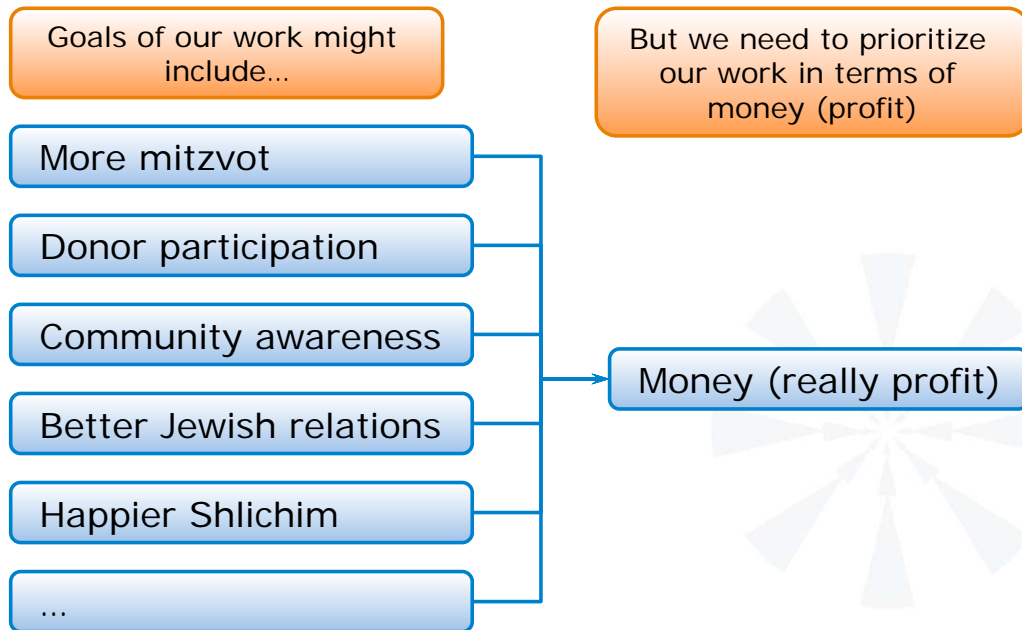 Goals of our work might
include...
More mitzvot
Donor participation
Community awareness
Better Jewish relations
Happier Shlichim
...
But we need to prioritize
our work in terms of
money (profit)
Money (really profit)